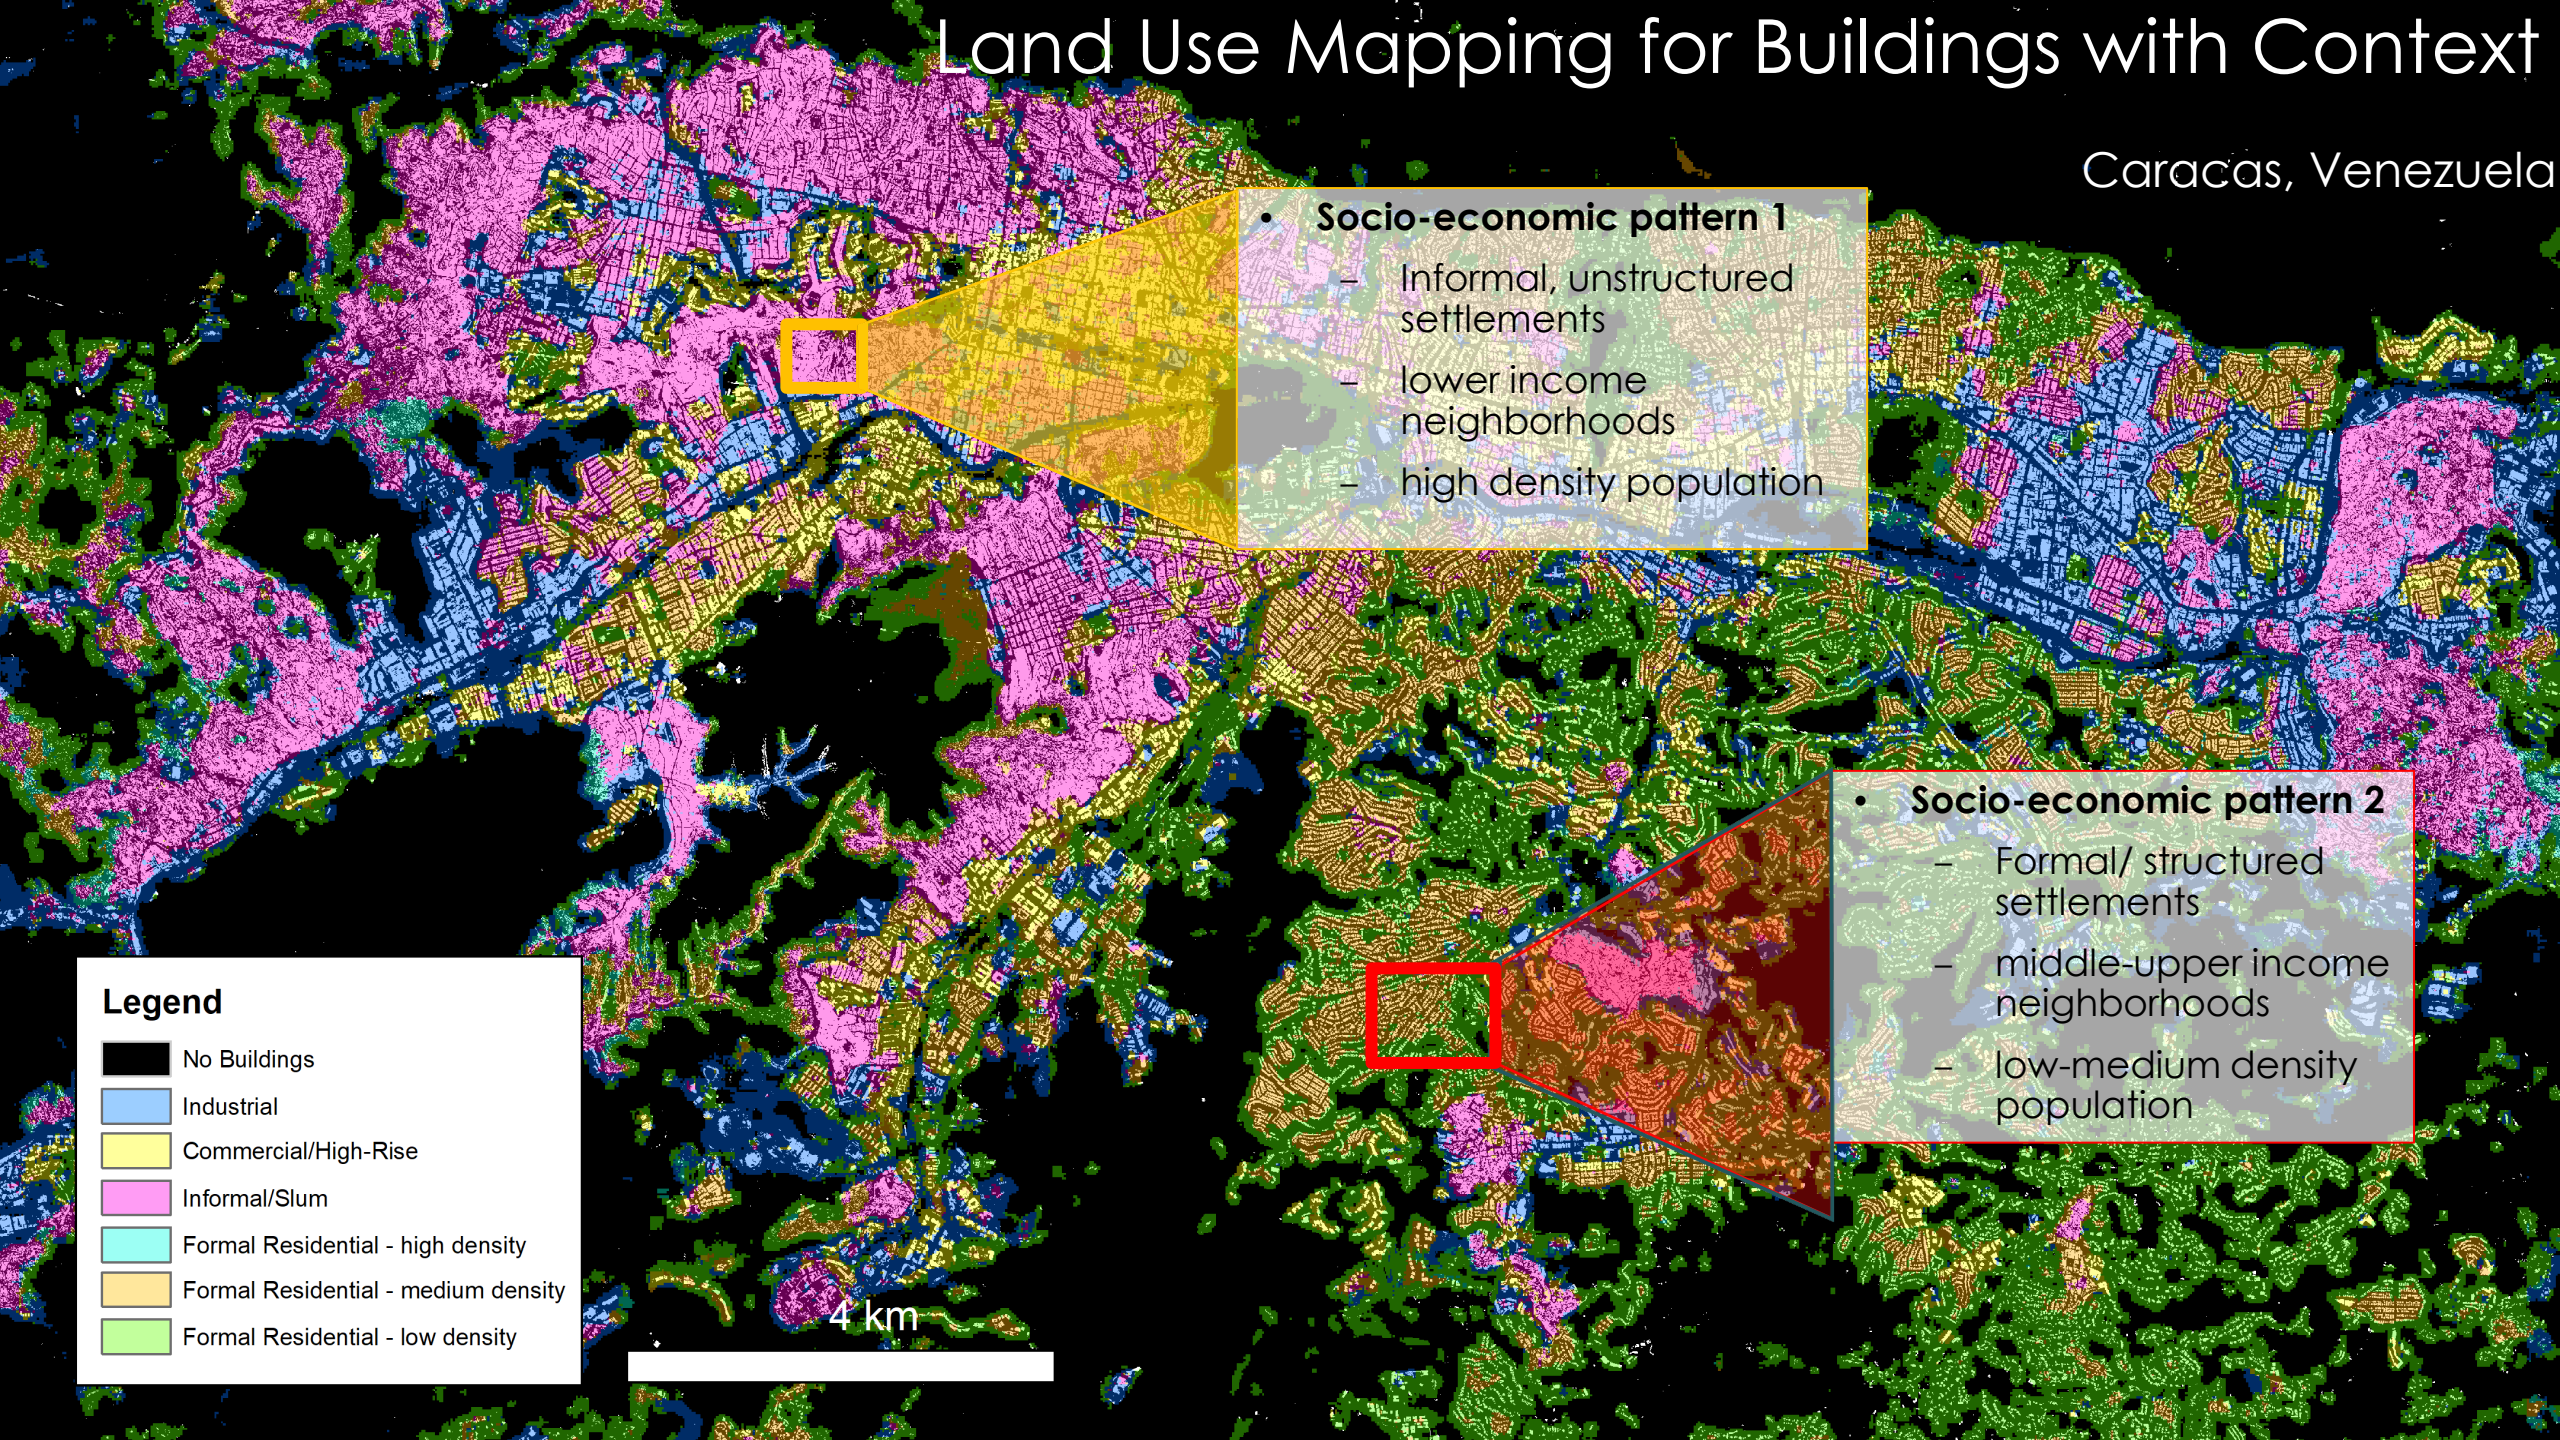 Land Use Mapping for Buildings with Context
Caracas, Venezuela
• Socio-economic pattern 1
– Informal, unstructured
settlements
– lower income
neighborhoods
– high density population
• Socio-economic pattern 2
– Formal/ structured
settlements
– middle-upper income
neighborhoods
– low-medium density
population
Legend
No Buildings
Industrial
Commercial/High-Rise
Informal/Slum
Formal Residential - high density
Formal Residential - medium density
Formal Residential - low density
4 km